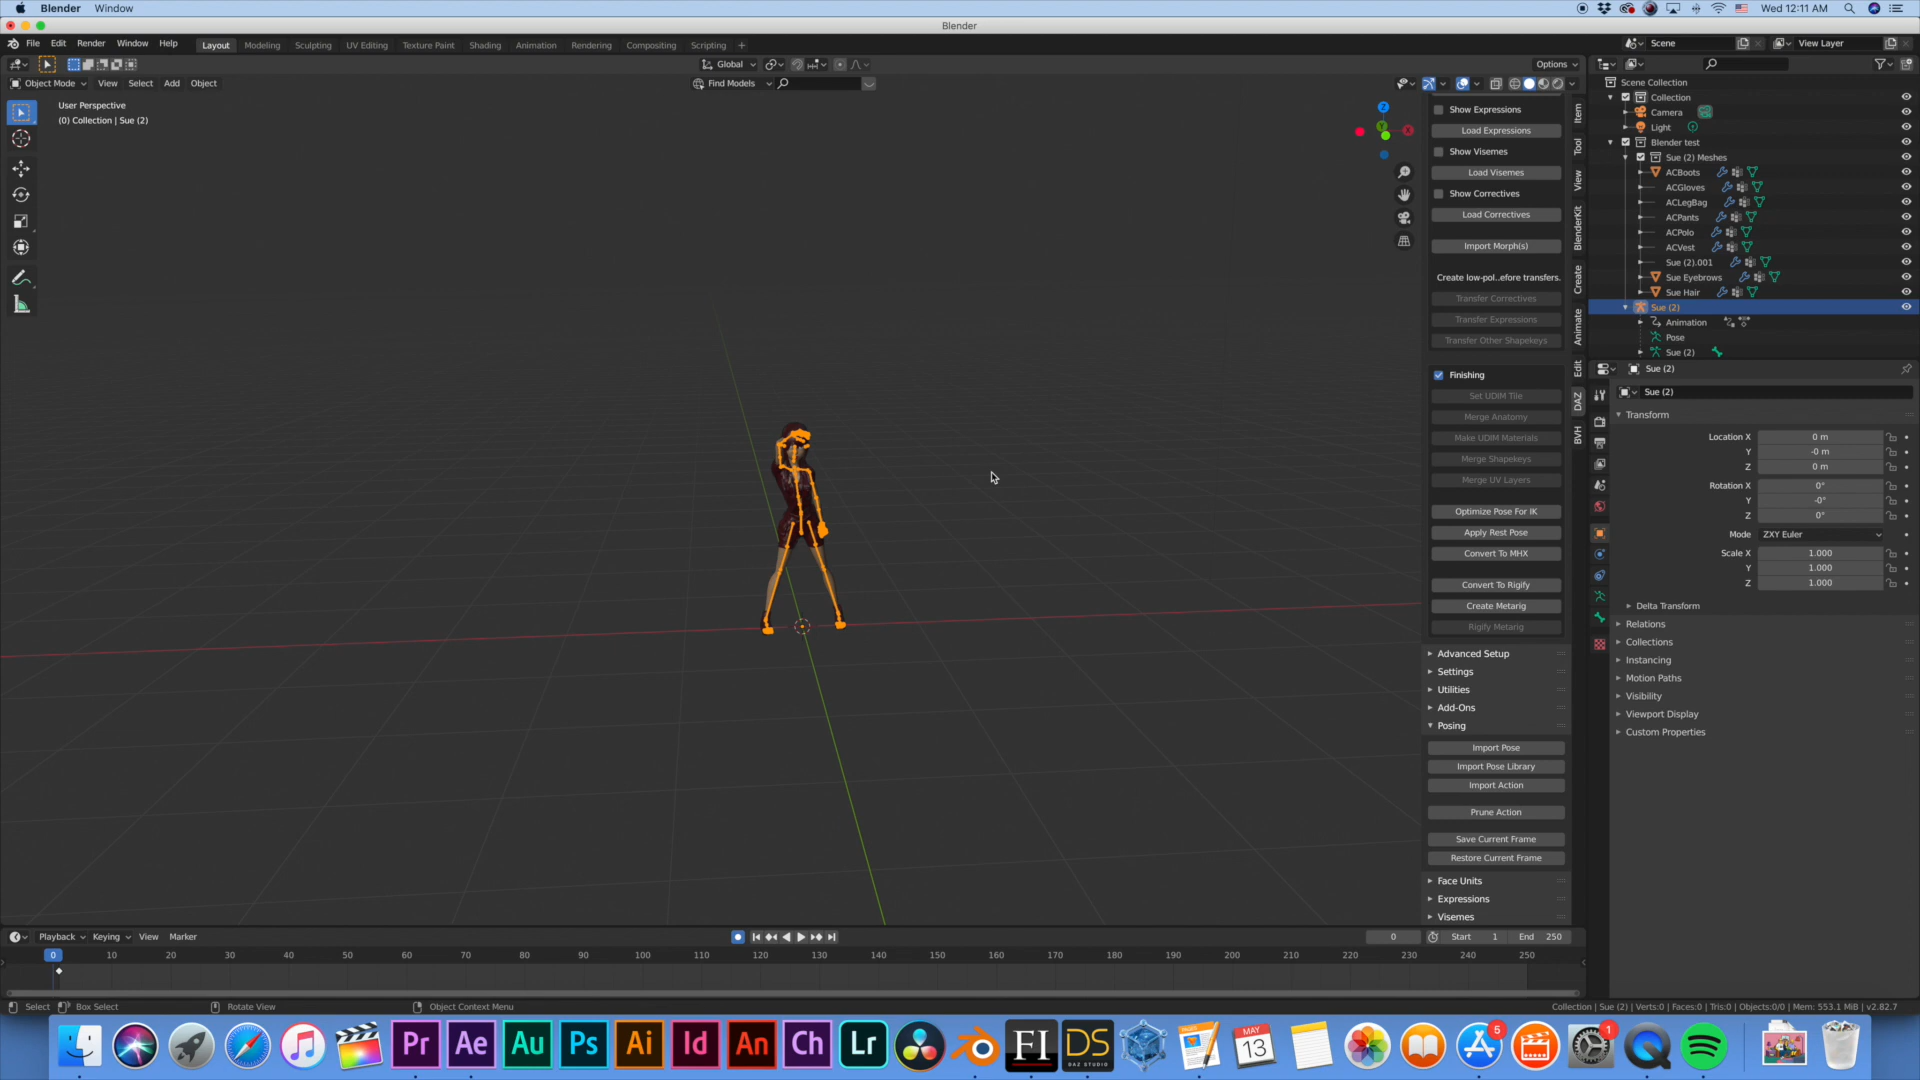 Blender Window Wed 12:11 AM
Blender
File Edit Render Window Help Layout Modeling Sculpting UV Editing Texture Paint Shading Animation Rendering Compositing Scripting + Scene View Layer
Global Options
Object Mode View Select Add Object Find Models
User Perspective
(0) Collection | Sue (2)
Z
Y
X
Show Expressions
Load Expressions
Show Visemes
Load Visemes
Show Correctives
Load Correctives
Import Morph(s)
Create low-pol...efore transfers.
Transfer Correctives
Transfer Expressions
Transfer Other Shapekeys
Finishing
Set UDIM Tile
Merge Anatomy
Make UDIM Materials
Merge Shapekeys
Merge UV Layers
Optimize Pose For IK
Apply Rest Pose
Convert To MHX
Convert To Rigify
Create Metarig
Rigify Metarig
Advanced Setup
Settings
Utilities
Add-Ons
Posing
Import Pose
Import Pose Library
Import Action
Prune Action
Save Current Frame
Restore Current Frame
Face Units
Expressions
Visemes
Item
Tool
View
BlenderKit
Create
Animate
Edit
DAZ
BVH
Scene Collection
Collection
Camera
Light
Blender test
Sue (2) Meshes
ACBoots
ACGloves
ACLegBag
ACPants
ACPolo
ACVest
Sue (2).001
Sue Eyebrows
Sue Hair
Sue (2)
Animation
Pose
Sue (2)
Sue (2)
Sue (2)
Transform
Location X 0 m
Y -0 m
Z 0 m
Rotation X 0°
Y -0°
Z 0°
Mode ZXY Euler
Scale X 1.000
Y 1.000
Z 1.000
Delta Transform
Relations
Collections
Instancing
Motion Paths
Visibility
Viewport Display
Custom Properties
Playback Keying View Marker 0 Start 1 End 250
0 10 20 30 40 50 60 70 80 90 100 110 120 130 140 150 160 170 180 190 200 210 220 230 240 250
Select Box Select Rotate View Object Context Menu Collection | Sue (2) | Verts:0 | Faces:0 | Tris:0 | Objects:0/0 | Mem: 553.1 MiB | v2.82.7
Pr Ae Au Ps Ai Id An Ch Lr FI DS DAZ STUDIO MAY 13 5 1